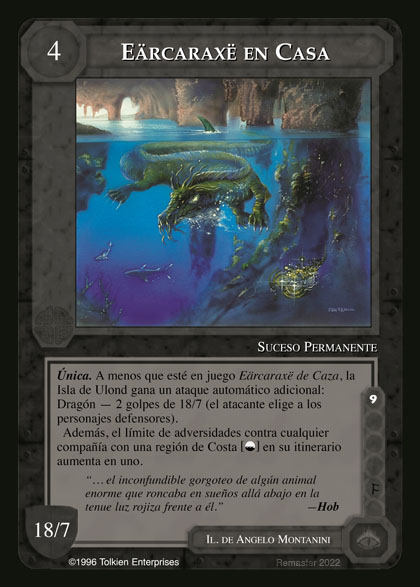 4
Eärcaraxë en Casa
Suceso Permanente
Única. A menos que esté en juego Eärcaraxë de Caza, la
Isla de Ulond gana un ataque automático adicional:
Dragón — 2 golpes de 18/7 (el atacante elige a los
personajes defensores).
Además, el límite de adversidades contra cualquier
compañía con una región de Costa [] en su itinerario
aumenta en uno.
“… el inconfundible gorgoteo de algún animal
enorme que roncaba en sueños allá abajo en la
tenue luz rojiza frente a él.” —Hob
9
F
18/7
Il. de Angelo Montanini
©1996 Tolkien Enterprises
Remaster 2022